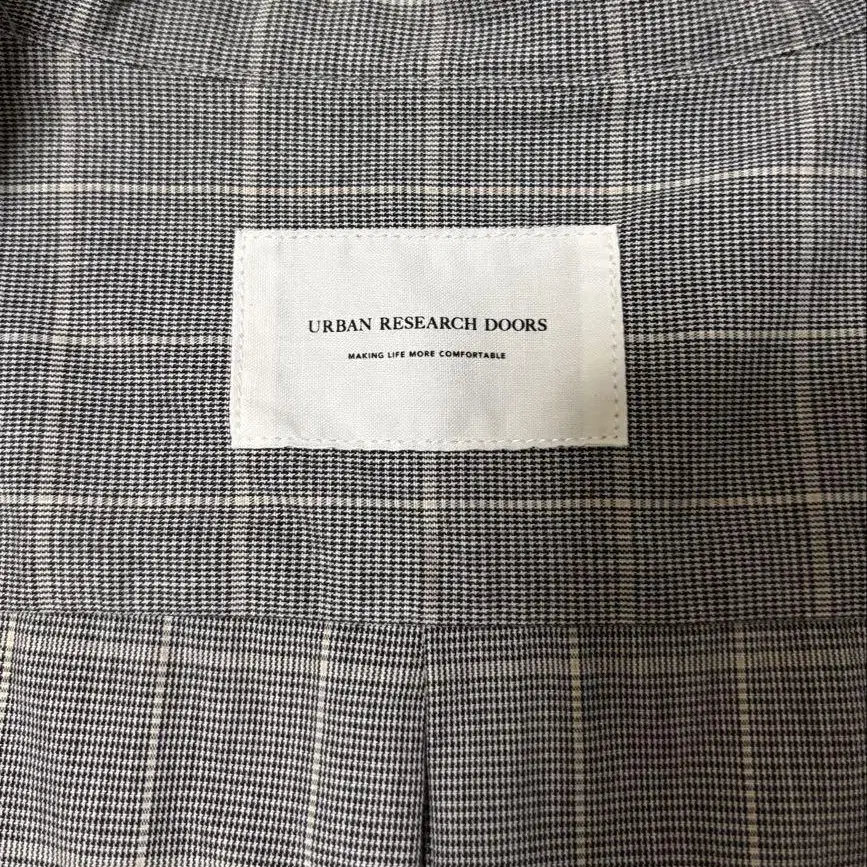 URBAN RESEARCH DOORS
MAKING LIFE MORE COMFORTABLE